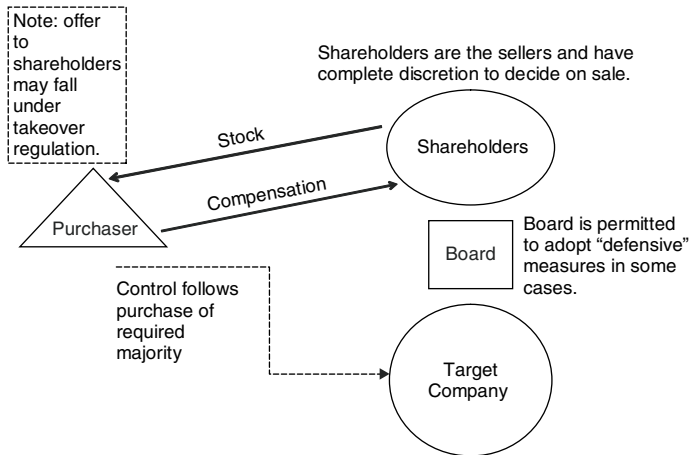 Note: offer
to
shareholders
may fall
under
takeover
regulation.
Shareholders are the sellers and have
complete discretion to decide on sale.
Stock
Shareholders
Compensation
Purchaser
Board
Board is permitted
to adopt “defensive”
measures in some
cases.
Control follows
purchase of
required
majority
Target
Company